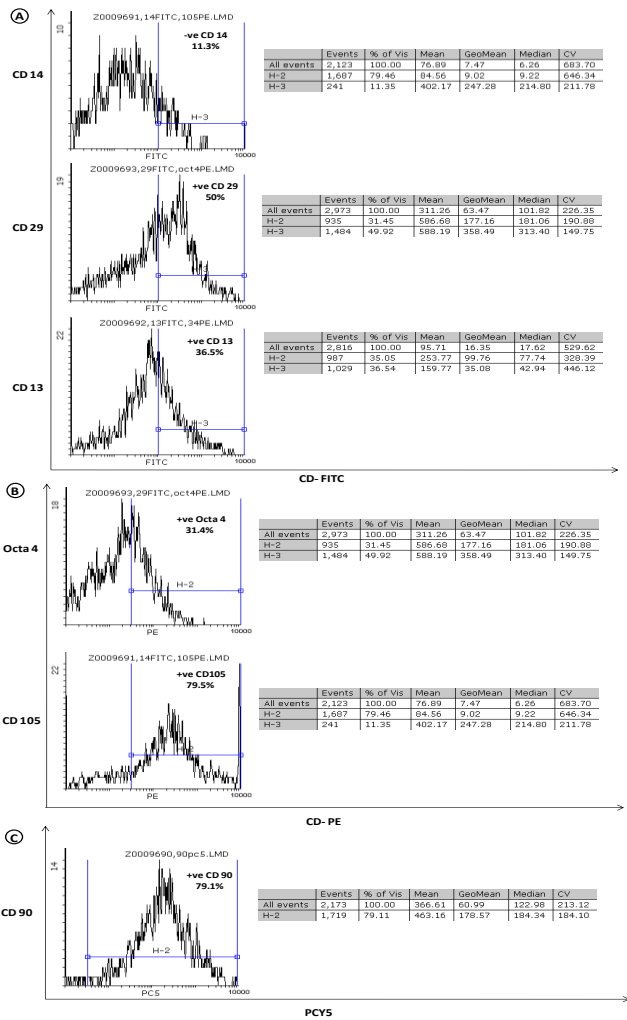 A
Z0009691,14FITC,105PE.LMD
10
-ve CD 14
11.3%
CD 14
H-3
FITC
10000
Events % of Vis Mean GeoMean Median CV
All events 2,123 100.00 76.89 7.47 6.26 683.70
H-2 1,687 79.46 84.56 9.02 9.22 646.34
H-3 241 11.35 402.17 247.28 214.80 211.78
Z0009693,29FITC,oct4PE.LMD
19
+ve CD 29
50%
CD 29
H-3
FITC
10000
Events % of Vis Mean GeoMean Median CV
All events 2,973 100.00 311.26 63.47 101.82 226.35
H-2 935 31.45 586.68 177.16 181.06 190.88
H-3 1,484 49.92 588.19 358.49 313.40 149.75
Z0009692,13FITC,34PE.LMD
22
+ve CD 13
36.5%
CD 13
H-3
FITC
10000
Events % of Vis Mean GeoMean Median CV
All events 2,816 100.00 95.71 16.35 17.62 529.62
H-2 987 35.05 253.77 99.76 77.74 328.39
H-3 1,029 36.54 159.77 35.08 42.94 446.12
CD- FITC
B
Z0009693,29FITC,oct4PE.LMD
18
+ve Octa 4
31.4%
Octa 4
H-2
PE
10000
Events % of Vis Mean GeoMean Median CV
All events 2,973 100.00 311.26 63.47 101.82 226.35
H-2 935 31.45 586.68 177.16 181.06 190.88
H-3 1,484 49.92 588.19 358.49 313.40 149.75
Z0009691,14FITC,105PE.LMD
22
+ve CD105
79.5%
CD 105
H-2
PE
10000
Events % of Vis Mean GeoMean Median CV
All events 2,123 100.00 76.89 7.47 6.26 683.70
H-2 1,687 79.46 84.56 9.02 9.22 646.34
H-3 241 11.35 402.17 247.28 214.80 211.78
CD- PE
C
Z0009690,90pc5.LMD
14
+ve CD 90
79.1%
CD 90
H-2
PC5
10000
Events % of Vis Mean GeoMean Median CV
All events 2,173 100.00 366.61 60.99 122.98 213.12
H-2 1,719 79.11 463.16 178.57 184.34 184.10
PCY5